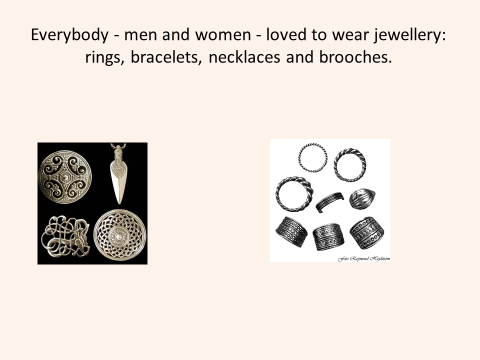 Everybody - men and women - loved to wear jewellery:
rings, bracelets, necklaces and brooches.